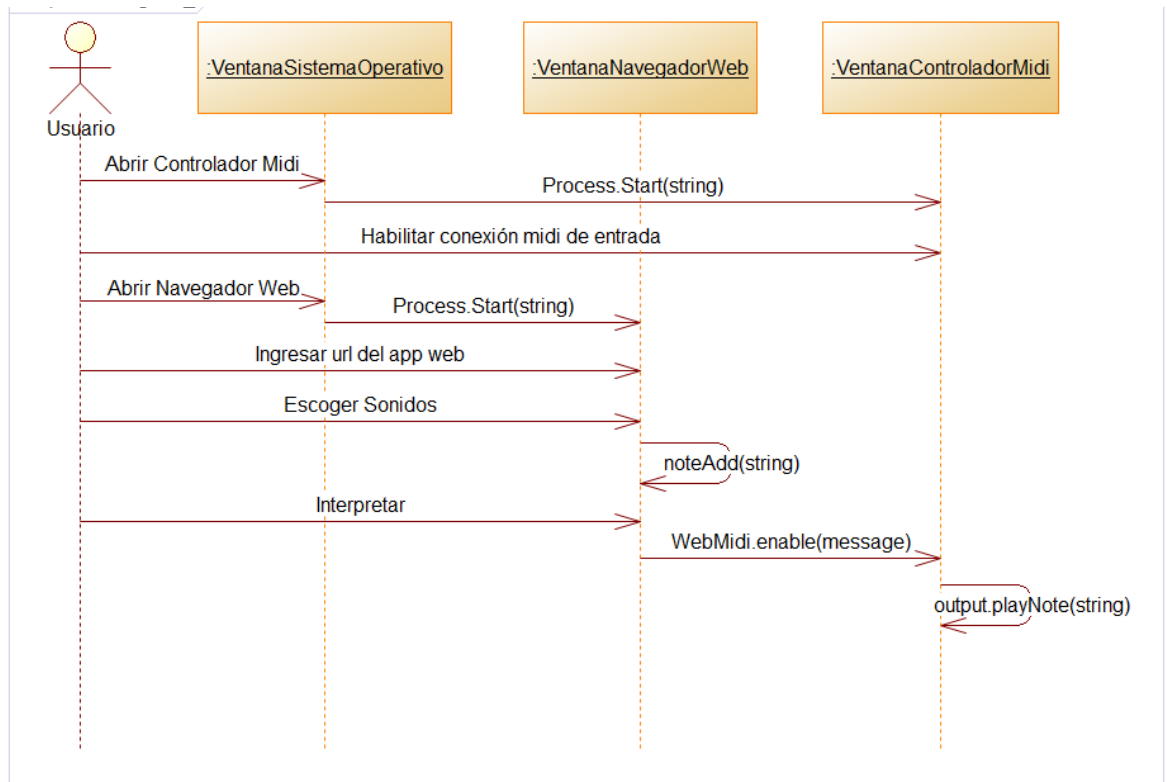 :VentanaSistemaOperativo
:VentanaNavegadorWeb
:VentanaControladorMidi
Usuario
Abrir Controlador Midi
Process.Start(string)
Habilitar conexión midi de entrada
Abrir Navegador Web
Process.Start(string)
Ingresar url del app web
Escoger Sonidos
noteAdd(string)
Interpretar
WebMidi.enable(message)
output.playNote(string)